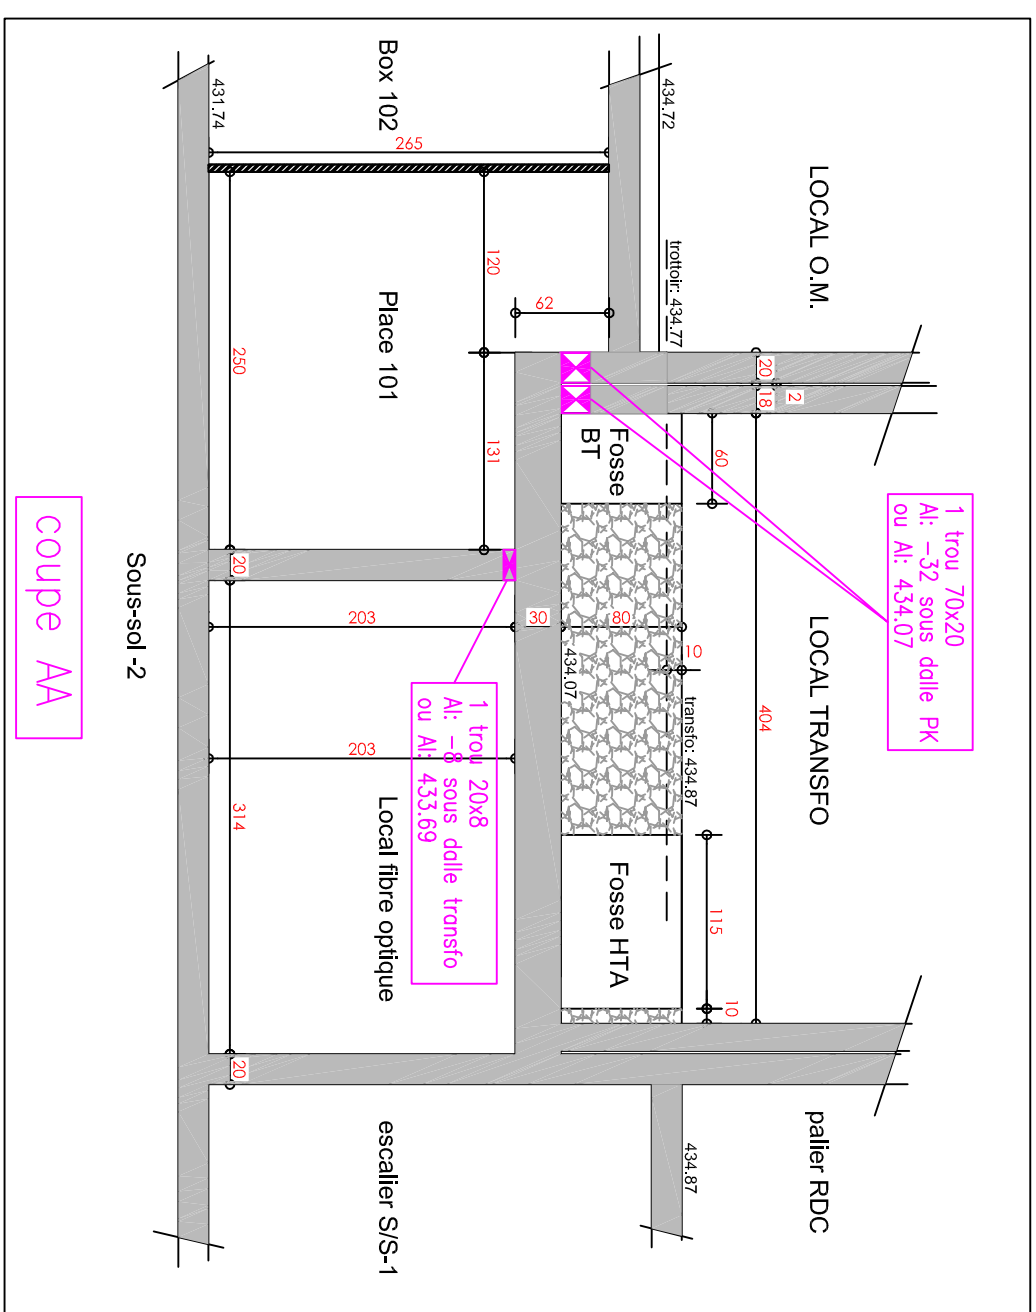 LOCAL O.M.
LOCAL TRANSFO
palier RDC
1 trou 70x20
Al: -32 sous dalle PK
ou Al: 434.07
20
2
18
404
60
115
10
434.72
trottoir: 434.77
transfo: 434.87
434.87
10
80
Fosse
BT
Fosse HTA
434.07
30
62
Box 102
265
120
131
Place 101
203
203
1 trou 20x8
Al: -8 sous dalle transfo
ou Al: 433.69
Local fibre optique
escalier S/S-1
431.74
250
20
314
20
Sous-sol -2
coupe AA